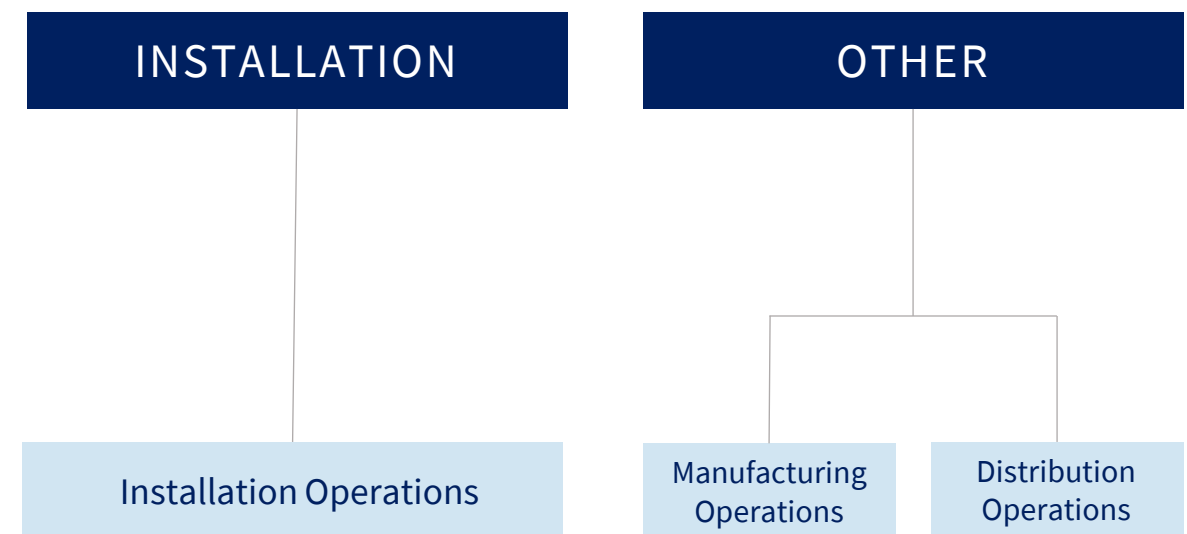 INSTALLATION
OTHER
Installation Operations
Manufacturing
Operations
Distribution
Operations